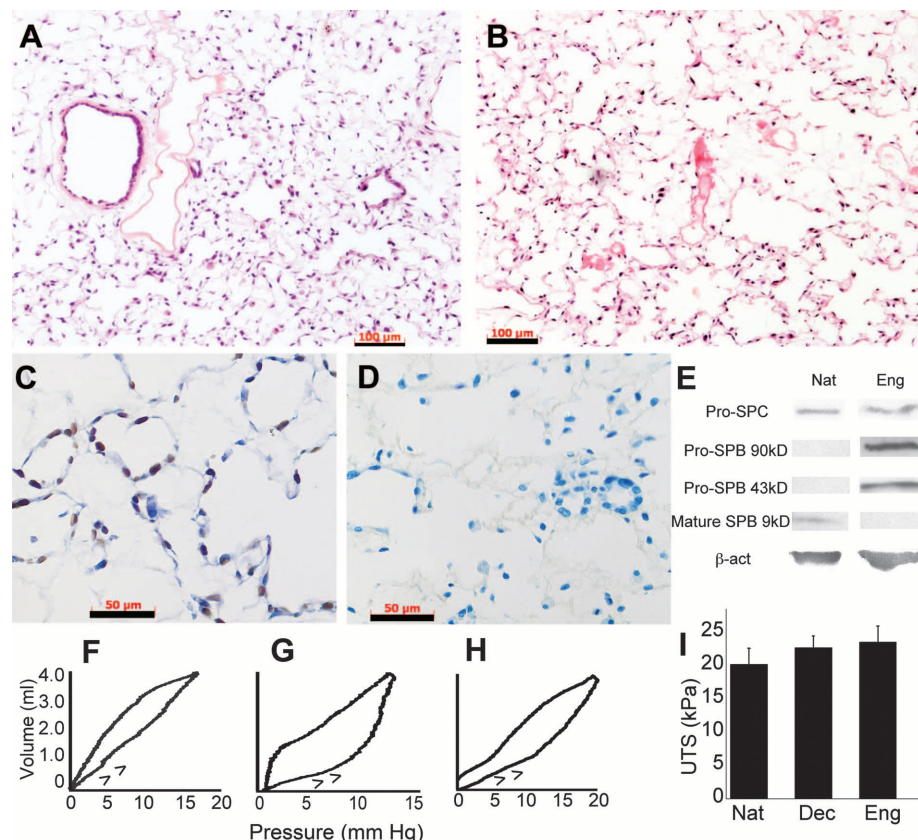 A
100 µm
B
100 µm
C
50 µm
D
50 µm
E
Nat Eng
Pro-SPC
Pro-SPB 90kD
Pro-SPB 43kD
Mature SPB 9kD
β-act
F
Volume (ml)
4.0
3.0
2.0
1.0
0
0 5 10 15 20
G
0 5 10 15
H
0 5 10 15 20
Pressure (mm Hg)
I
UTS (kPa)
25
20
15
10
5
0
Nat Dec Eng